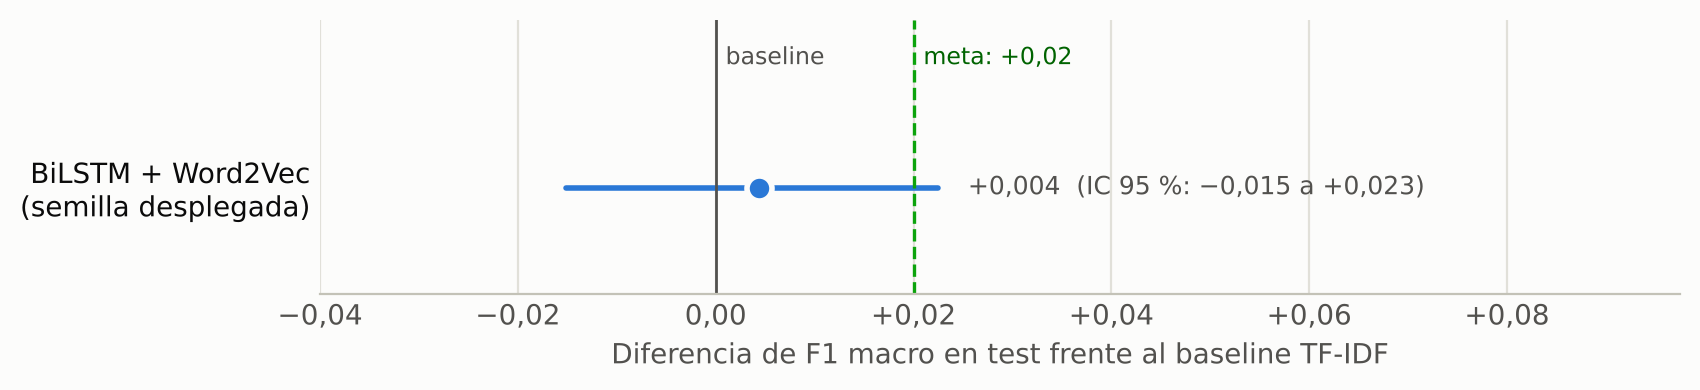 baseline
meta: +0,02
BiLSTM + Word2Vec
(semilla desplegada)
+0,004 (IC 95 %: −0,015 a +0,023)
−0,04 −0,02 0,00 +0,02 +0,04 +0,06 +0,08
Diferencia de F1 macro en test frente al baseline TF-IDF